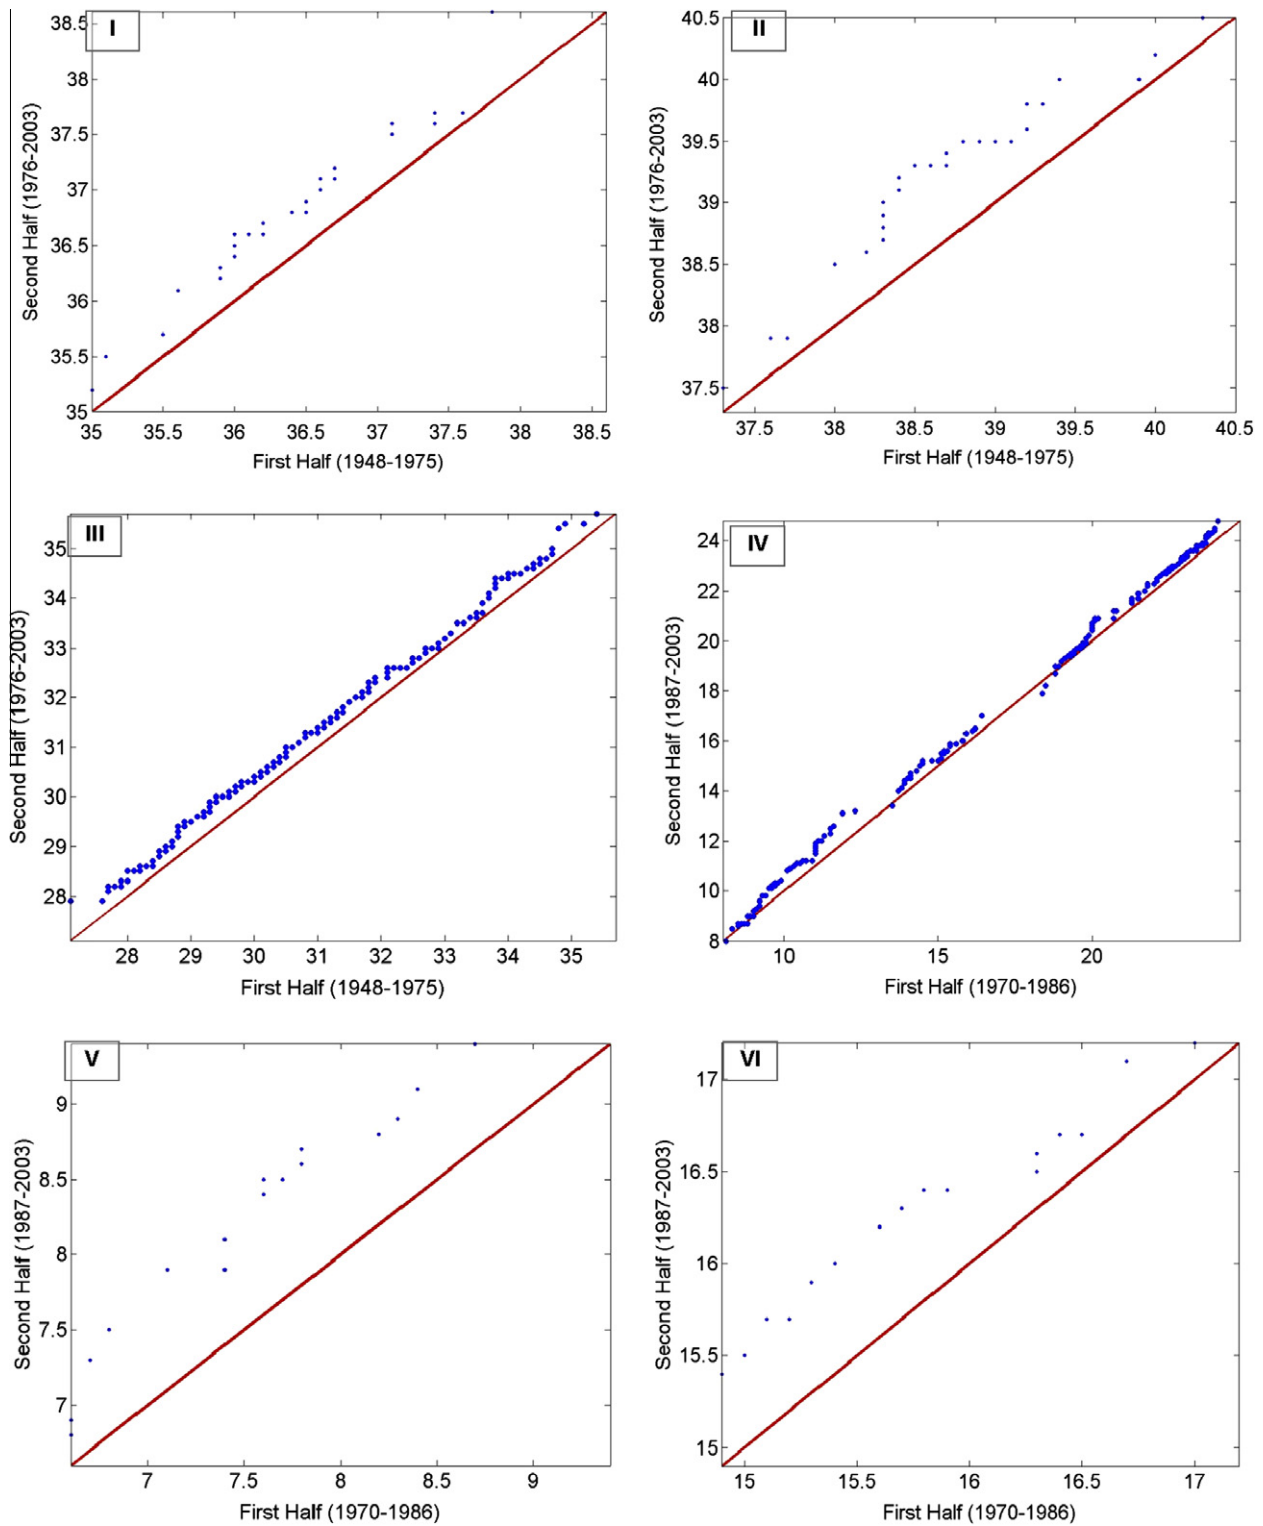 I
Second Half (1976-2003)
38.5
38
37.5
37
36.5
36
35.5
35
35 35.5 36 36.5 37 37.5 38 38.5
First Half (1948-1975)
II
Second Half (1976-2003)
40.5
40
39.5
39
38.5
38
37.5
37.5 38 38.5 39 39.5 40 40.5
First Half (1948-1975)
III
Second Half (1976-2003)
35
34
33
32
31
30
29
28
28 29 30 31 32 33 34 35
First Half (1948-1975)
IV
Second Half (1987-2003)
24
22
20
18
16
14
12
10
8
10 15 20
First Half (1970-1986)
V
Second Half (1987-2003)
9
8.5
8
7.5
7
7 7.5 8 8.5 9
First Half (1970-1986)
VI
Second Half (1987-2003)
17
16.5
16
15.5
15
15 15.5 16 16.5 17
First Half (1970-1986)